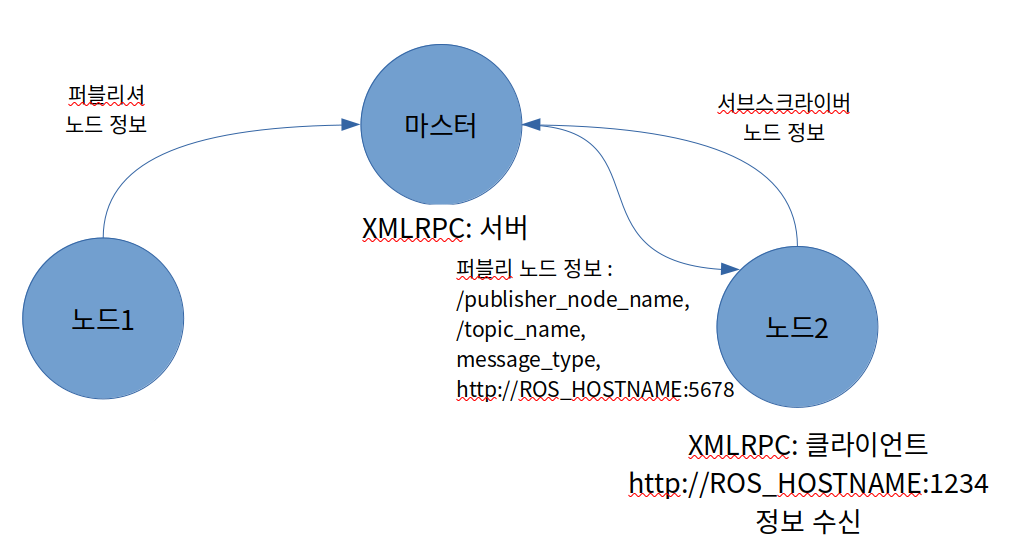 퍼블리셔
노드 정보
마스터
서브스크라이버
노드 정보
XMLRPC: 서버
퍼블리 노드 정보 :
/publisher_node_name,
/topic_name,
message_type,
http://ROS_HOSTNAME:5678
노드1
노드2
XMLRPC: 클라이언트
http://ROS_HOSTNAME:1234
정보 수신